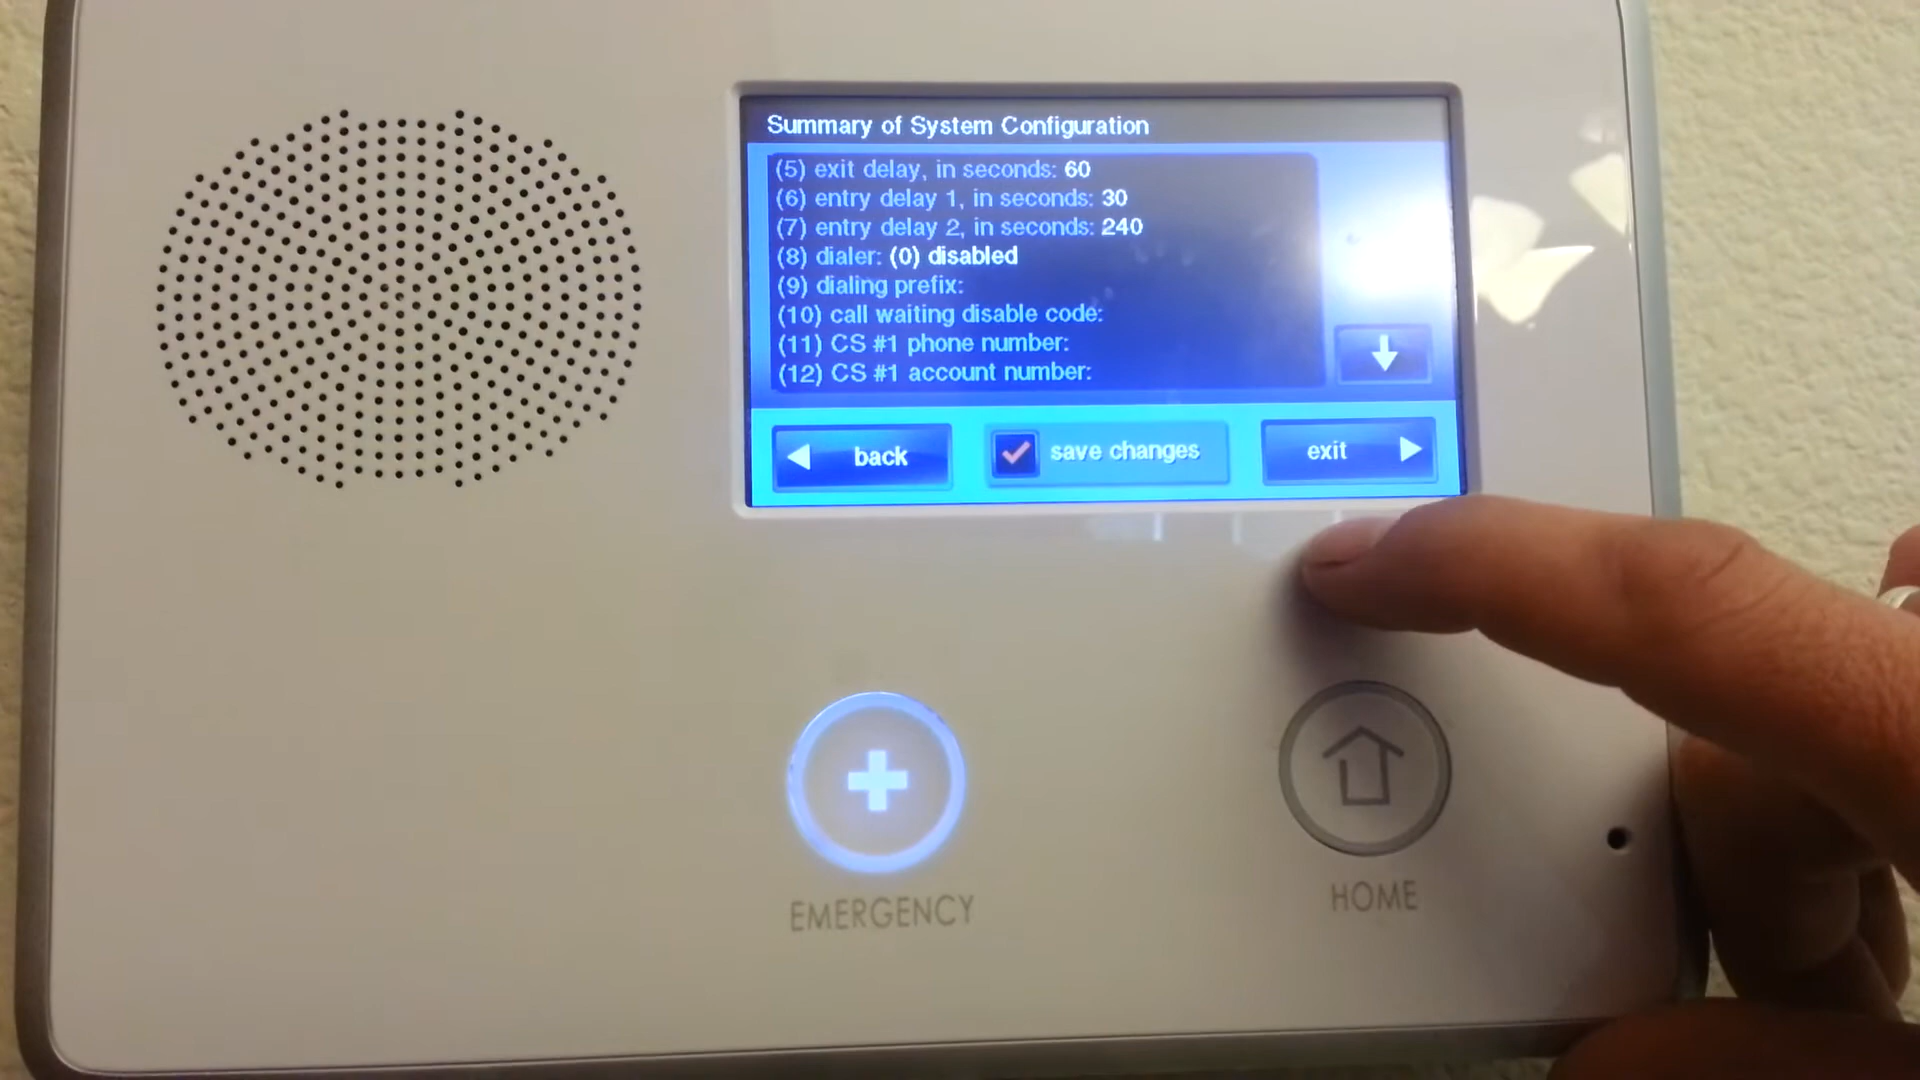 Summary of System Configuration
(5) exit delay, in seconds: 60
(6) entry delay 1, in seconds: 30
(7) entry delay 2, in seconds: 240
(8) dialer: (0) disabled
(9) dialing prefix:
(10) call waiting disable code:
(11) CS #1 phone number:
(12) CS #1 account number:
back
save changes
exit
EMERGENCY
HOME